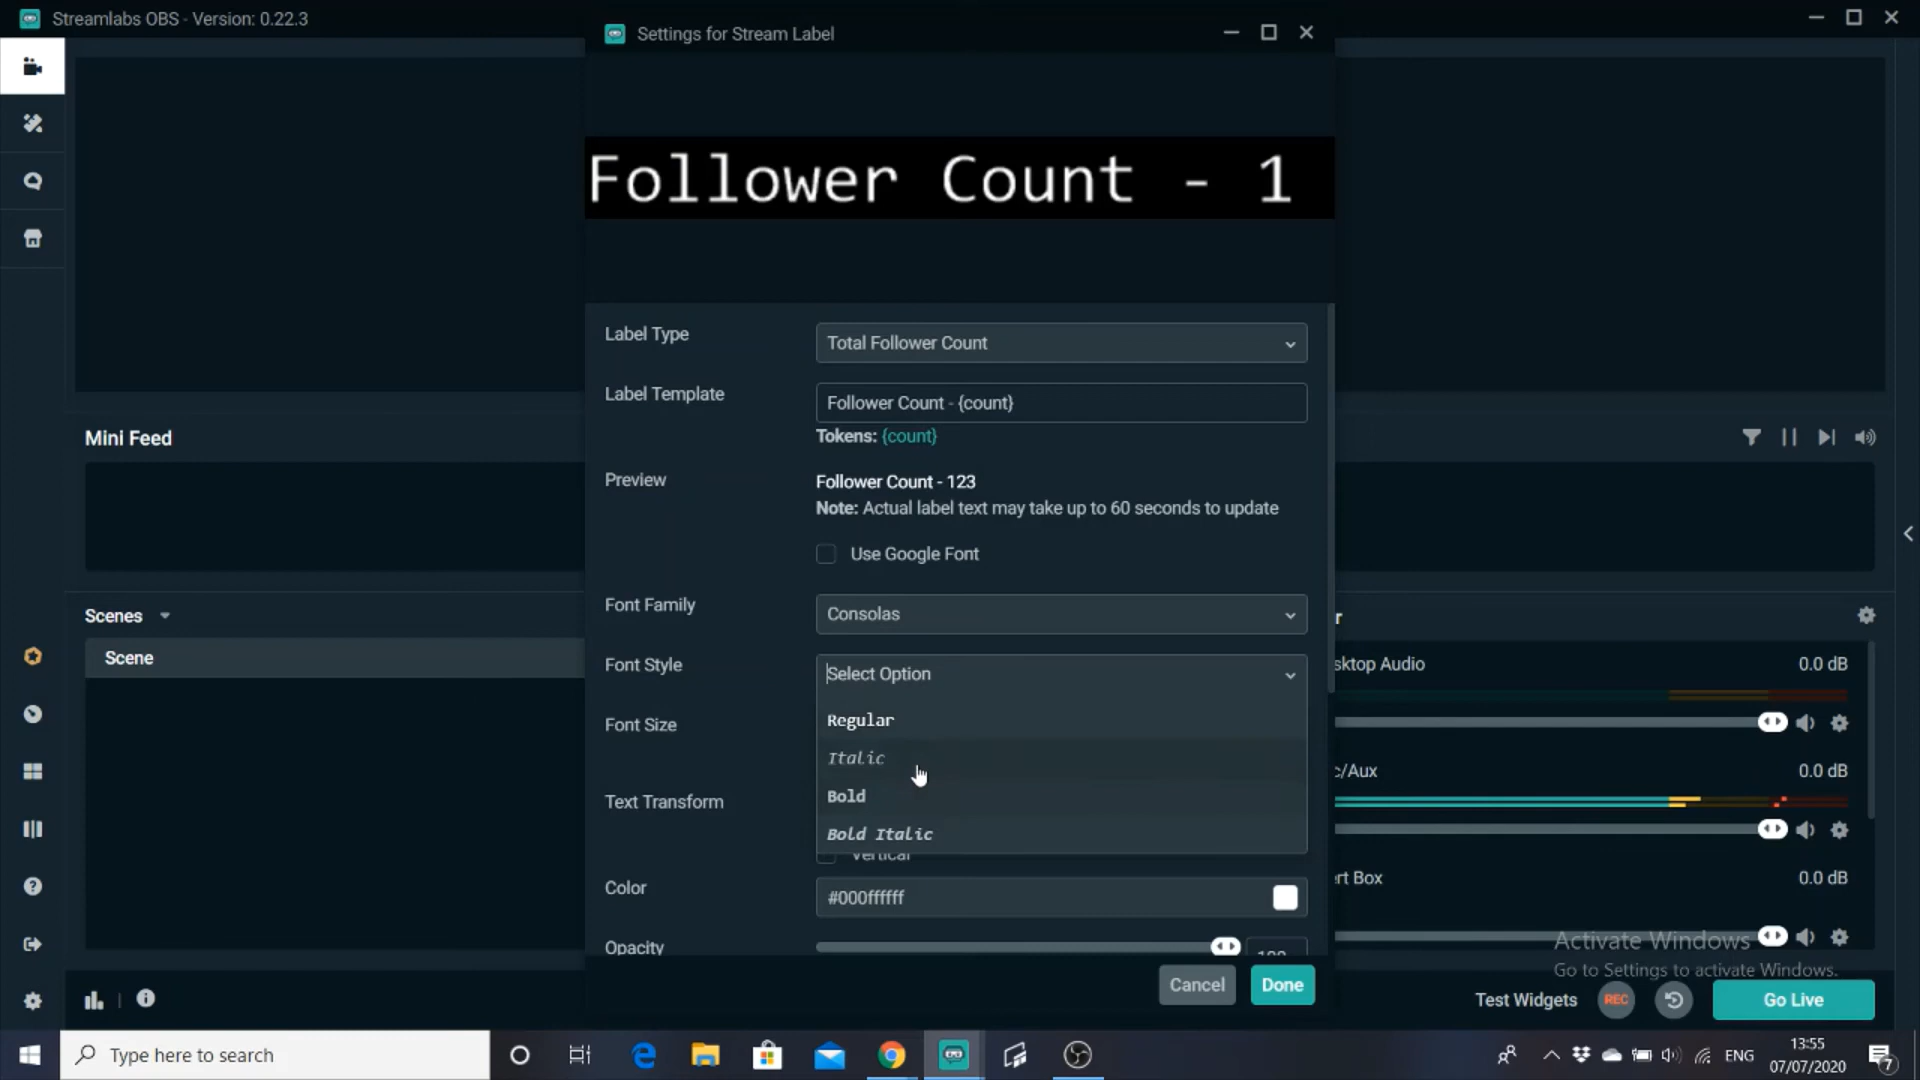 Streamlabs OBS - Version: 0.22.3
Settings for Stream Label
Follower Count - 1
Label Type
Total Follower Count
Label Template
Follower Count - {count}
Tokens: {count}
Mini Feed
Preview
Follower Count - 123
Note: Actual label text may take up to 60 seconds to update
Use Google Font
Font Family
Consolas
Scenes
Scene
Font Style
Select Option
sktop Audio
0.0 dB
Font Size
Regular
Italic
c/Aux
0.0 dB
Text Transform
Bold
Bold Italic
Vertical
Color
#000ffffff
rt Box
0.0 dB
Opacity
100
Activate Windows
Go to Settings to activate Windows.
Cancel
Done
Test Widgets
REC
Go Live
Type here to search
ENG
13:55
07/07/2020
7